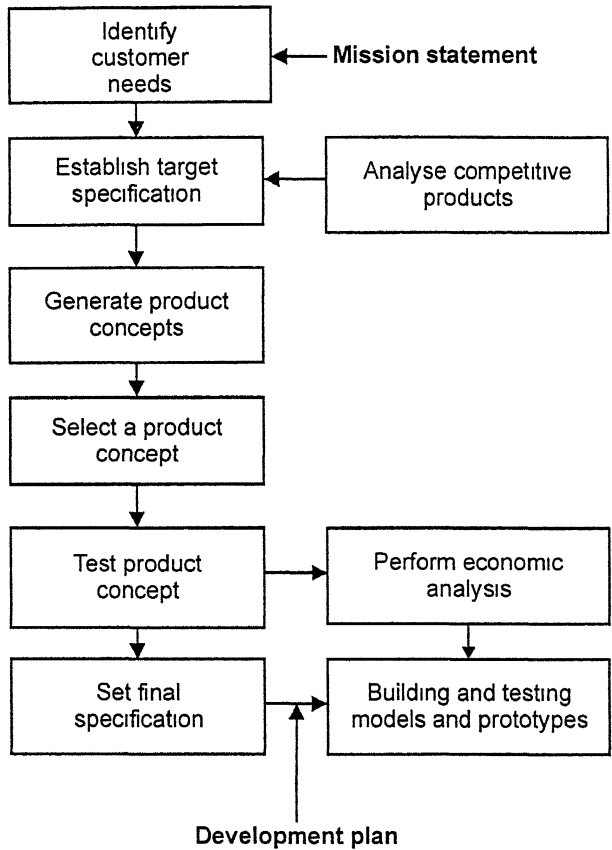 Identify
customer
needs
Mission statement
Establish target
specification
Analyse competitive
products
Generate product
concepts
Select a product
concept
Test product
concept
Perform economic
analysis
Set final
specification
Building and testing
models and prototypes
Development plan